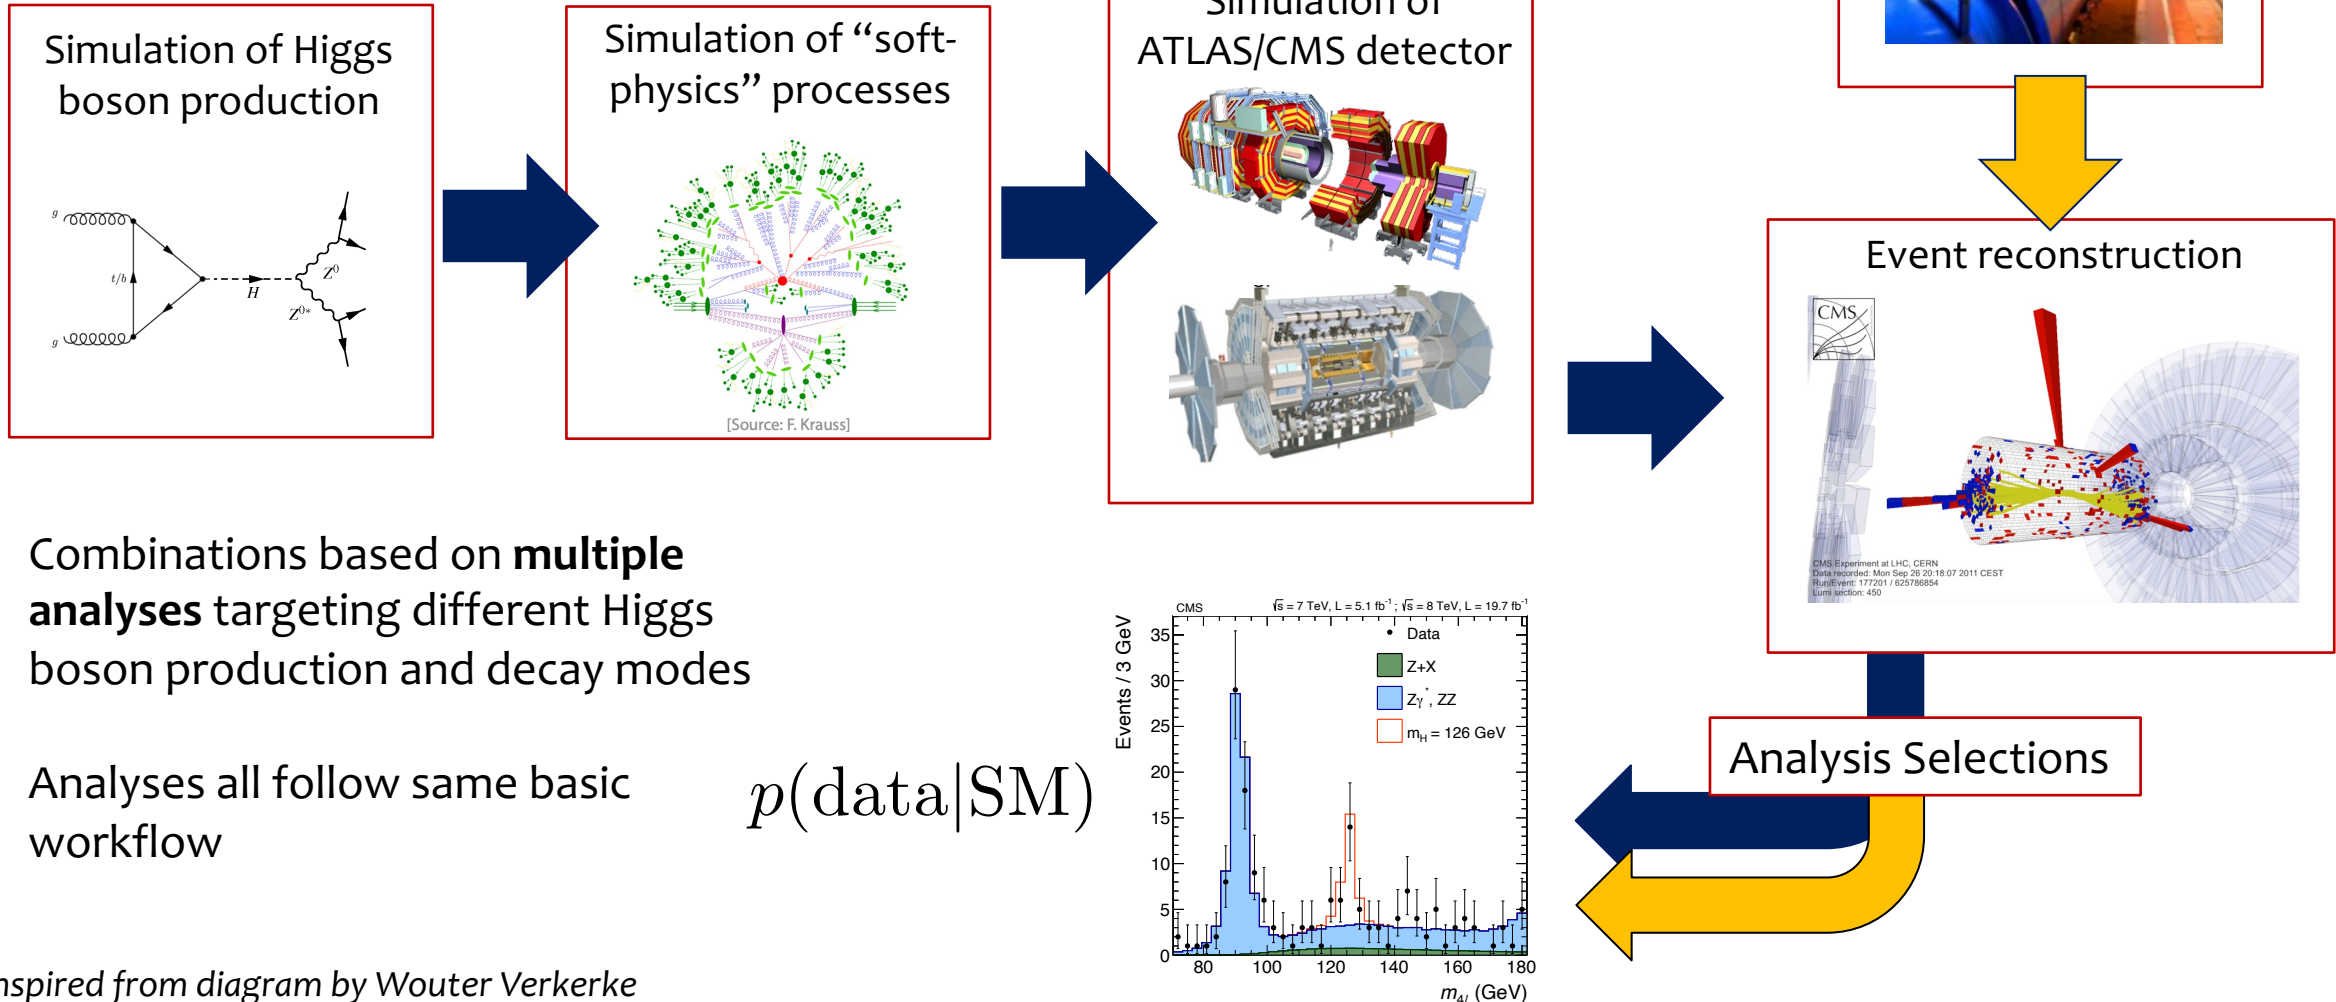 Simulation of Higgs
boson production
g
t/b
g
H
Z0
Z0*
Simulation of “soft-
physics” processes
[Source: F. Krauss]
Simulation of
ATLAS/CMS detector
Event reconstruction
CMS
CMS Experiment at LHC, CERN
Data recorded: Mon Sep 26 20:18:07 2011 CEST
Run/Event: 177201 / 625786854
Lumi section: 450
Analysis Selections
Combinations based on multiple
analyses targeting different Higgs
boson production and decay modes
Analyses all follow same basic
workflow
p(data|SM)
CMS
√s = 7 TeV, L = 5.1 fb-1 ; √s = 8 TeV, L = 19.7 fb-1
Events / 3 GeV
35
30
25
20
15
10
5
0
Data
Z+X
Zγ*, ZZ
mH = 126 GeV
80 100 120 140 160 180
m4l (GeV)
nspired from diagram by Wouter Verkerke